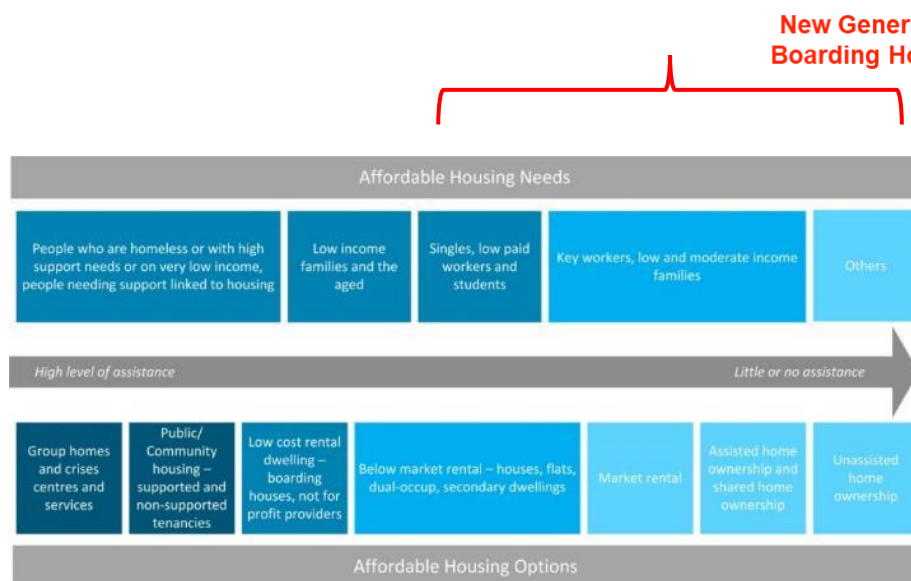 New Gener
Boarding Ho
Affordable Housing Needs
People who are homeless or with high
support needs or on very low income,
people needing support linked to housing
Low income
families and the
aged
Singles, low paid
workers and
students
Key workers, low and moderate income
families
Others
High level of assistance
Little or no assistance
Group homes
and crises
centres and
services
Public/
Community
housing –
supported and
non-supported
tenancies
Low cost rental
dwelling –
boarding
houses, not for
profit providers
Below market rental – houses, flats,
dual-occup, secondary dwellings
Market rental
Assisted home
ownership and
shared home
ownership
Unassisted
home
ownership
Affordable Housing Options